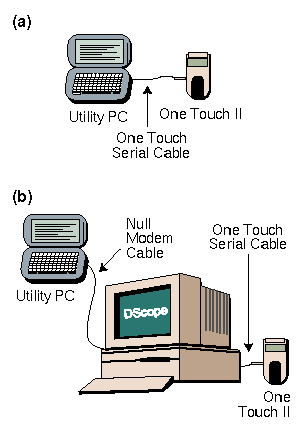 (a)
Utility PC
One Touch II
One Touch
Serial Cable
(b)
Null
Modem
Cable
One Touch
Serial Cable
Utility PC
DScope
One
Touch II